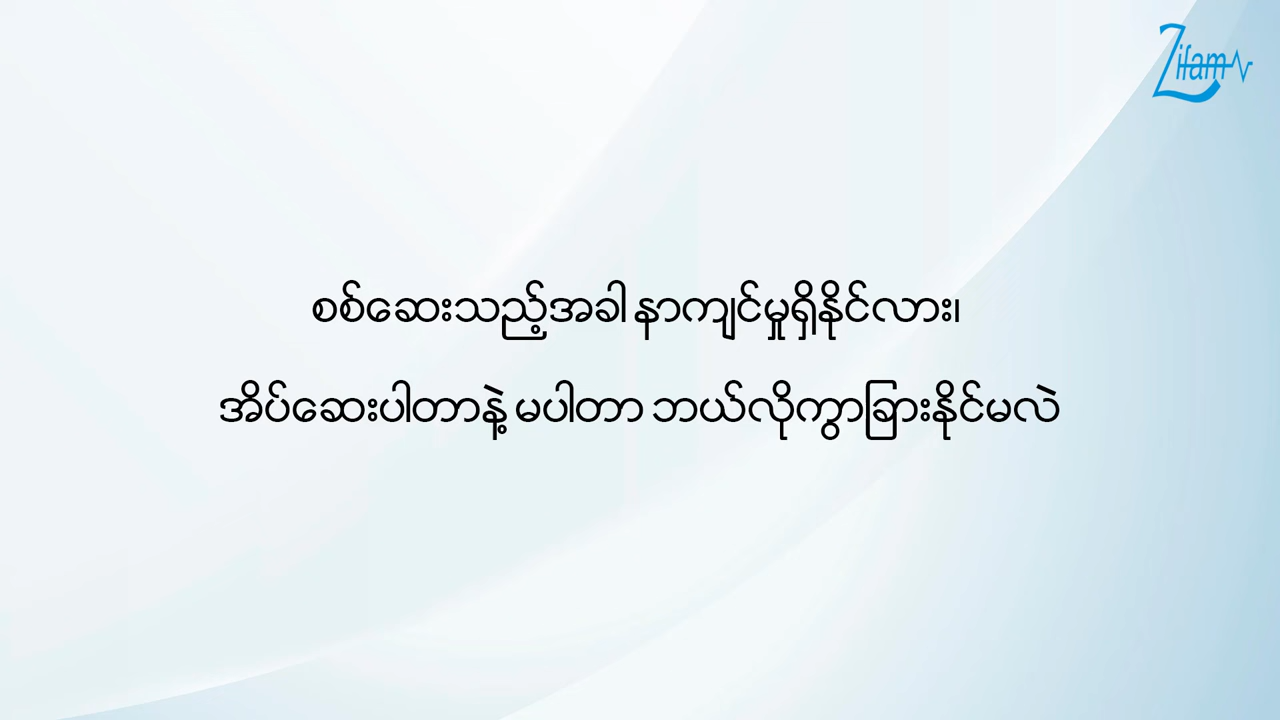 Zifam
စစ်ဆေးသည့်အခါ နာကျင်မှုရှိနိုင်လား၊
အိပ်ဆေးပါတာနဲ့ မပါတာ ဘယ်လိုကွာခြားနိုင်မလဲ